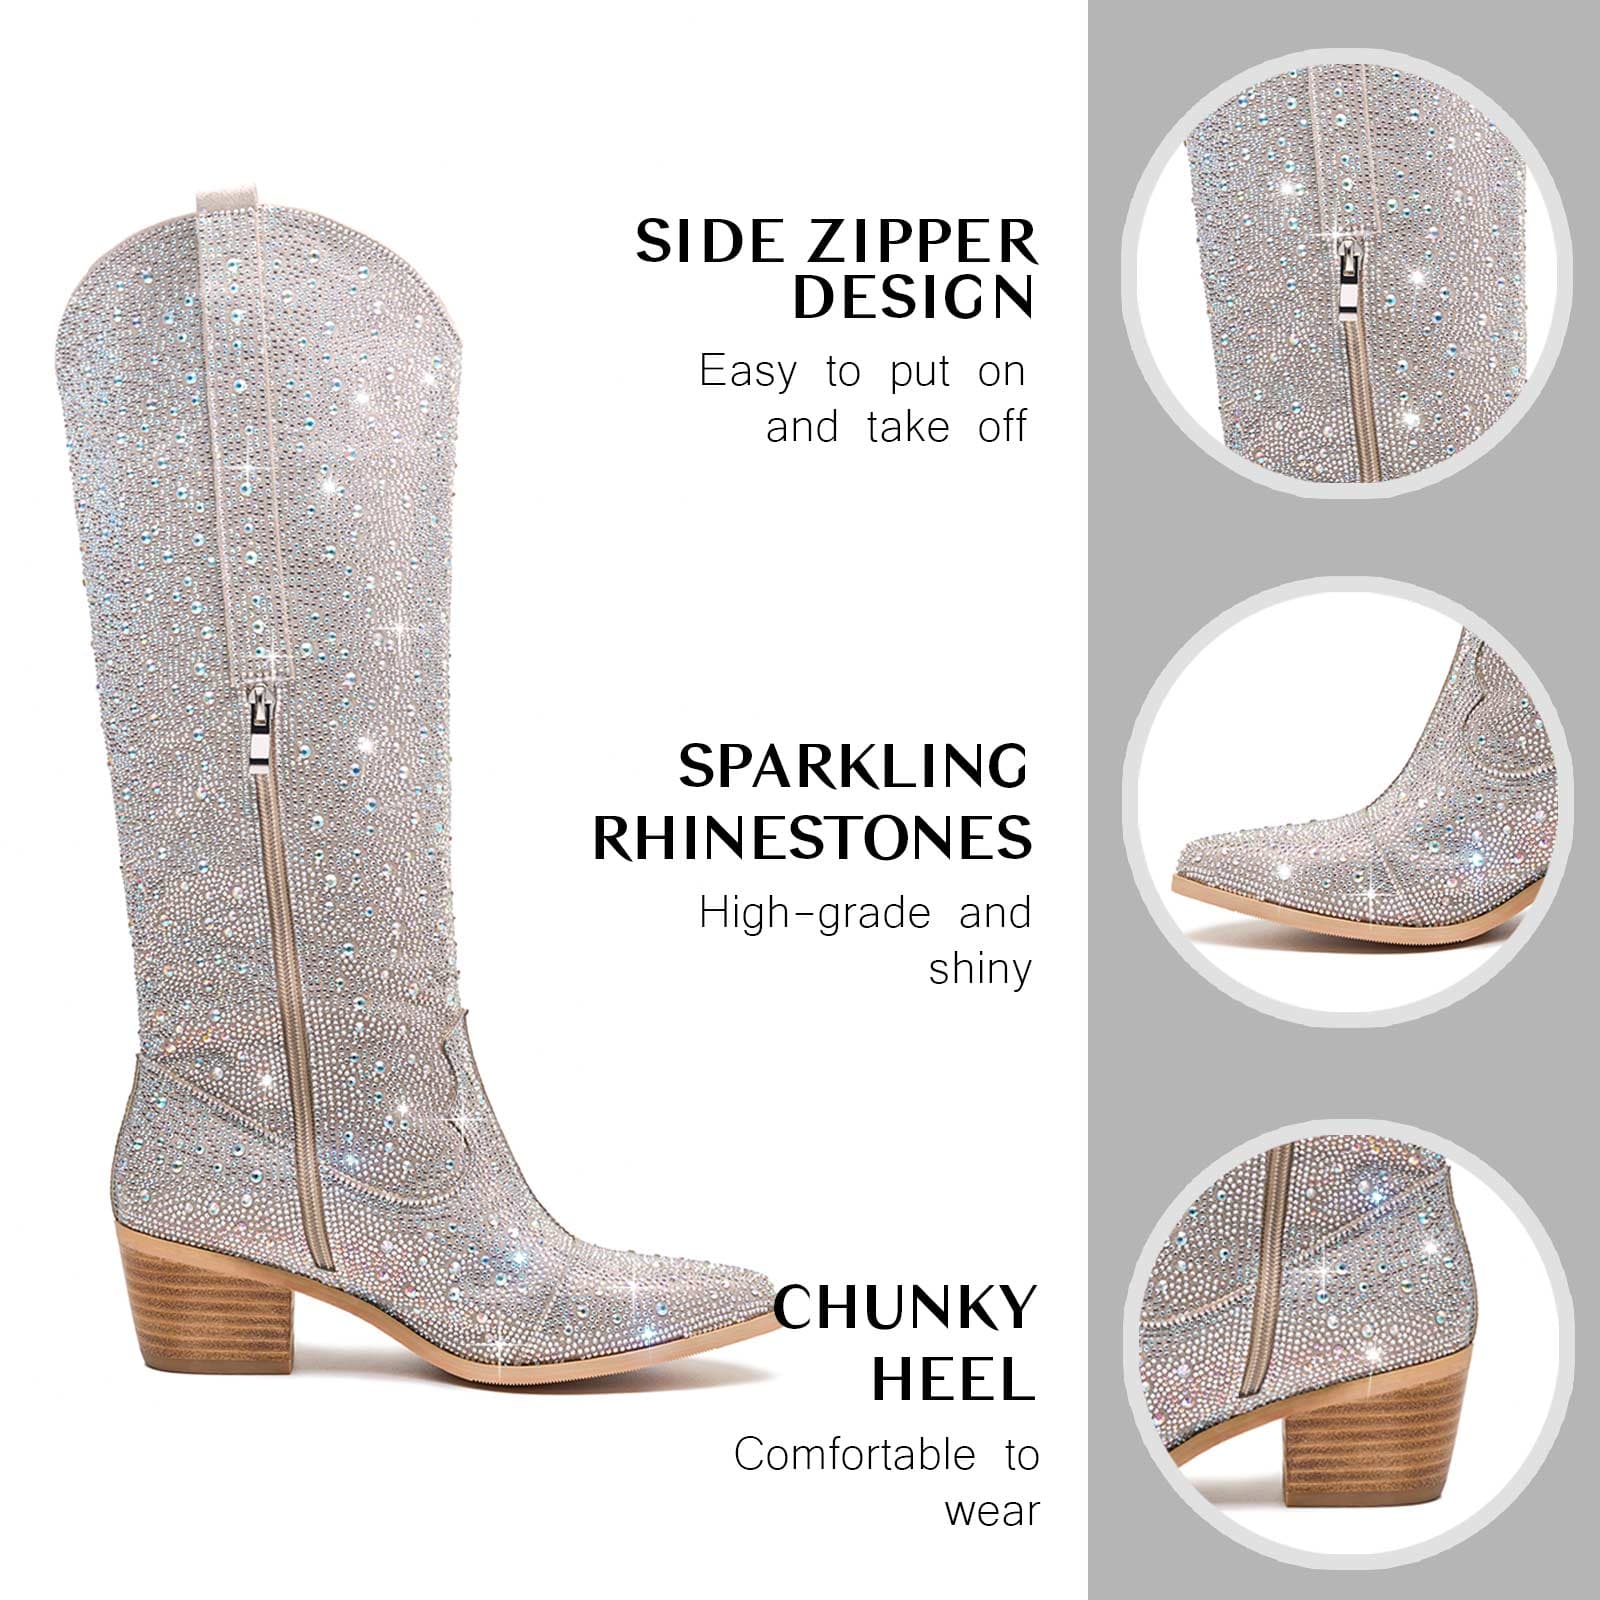 SIDE ZIPPER
DESIGN
Easy to put on
and take off
SPARKLING
RHINESTONES
High-grade and
shiny
CHUNKY
HEEL
Comfortable to
wear